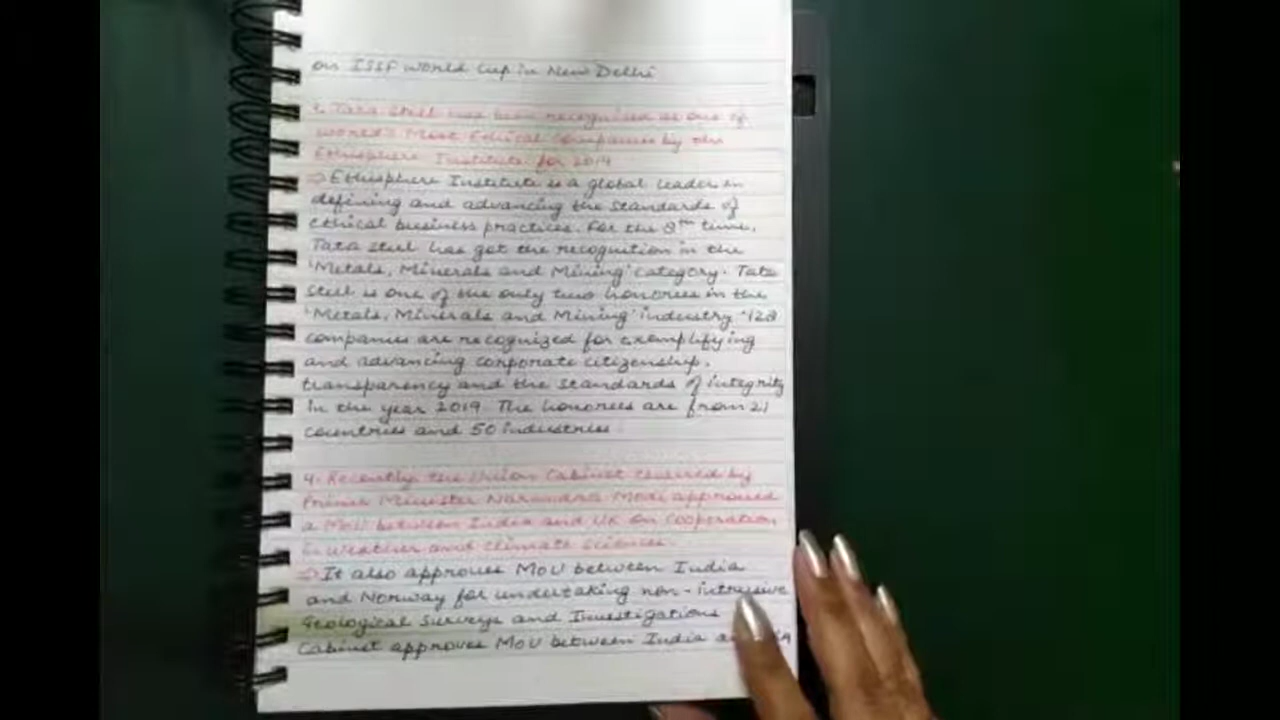 on ISSF World Cup in New Delhi
Tata Steel has been recognized as one of
World's Most Ethical Companies by the
Ethisphere Institute for 2019
⇒ Ethisphere Institute is a global leader in
defining and advancing the standards of
ethical business practices. For the 8th time,
Tata Steel has got the recognition in the
'Metals, Minerals and Mining' category. Tata
Steel is one of the only two honorees in the
'Metals, Minerals and Mining' industry. 128
companies are recognized for exemplifying
and advancing corporate citizenship,
transparency and the standards of integrity
in the year 2019. The honorees are from 21
countries and 50 industries
4. Recently the Union Cabinet chaired by
Prime Minister Narendra Modi approved
a MoU between India and UK on Cooperation
in Weather and Climate Science.
⇒ It also approves MoU between India
and Norway for undertaking non-intrusive
Geological Surveys and Investigations
Cabinet approves MoU between India